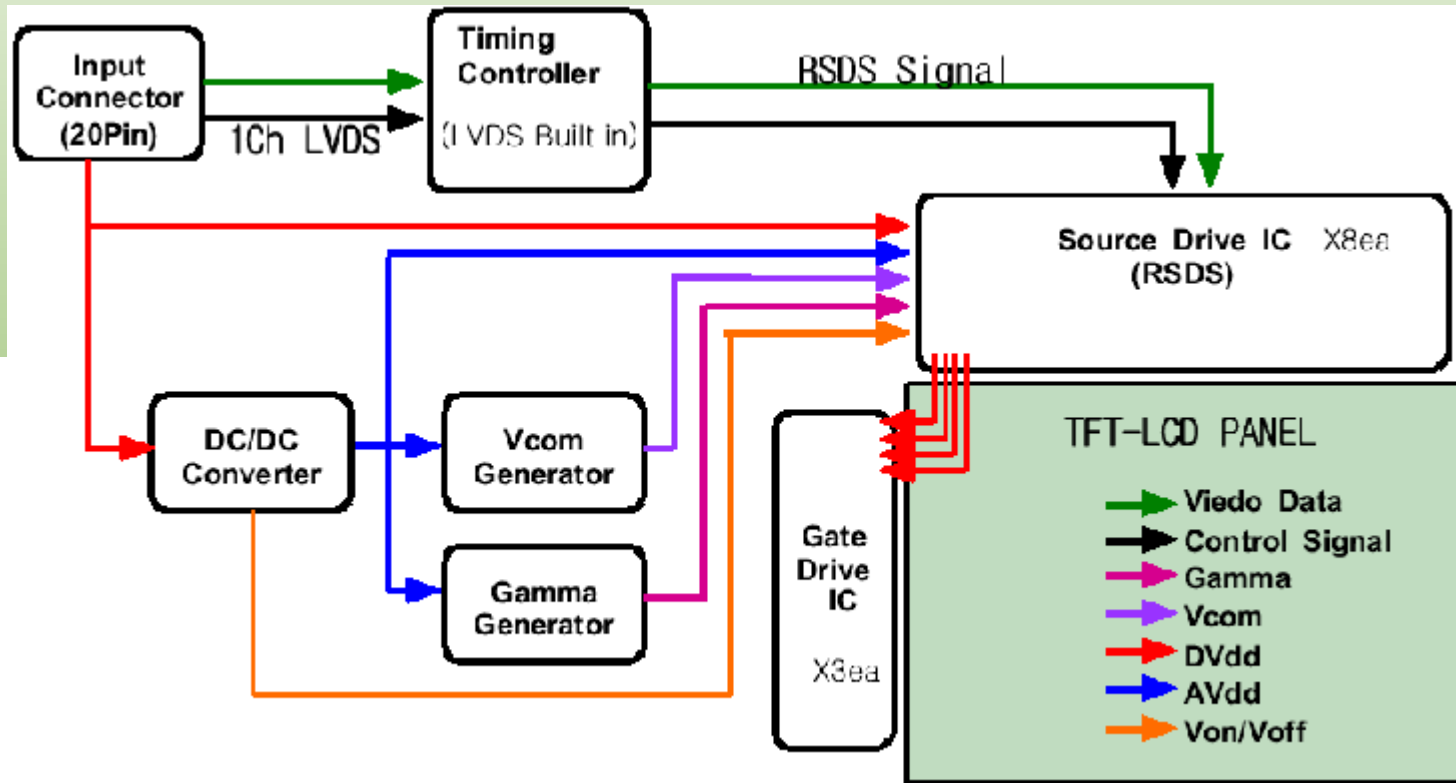 Input
Connector
(20Pin)
1Ch LVDS
Timing
Controller
(LVDS Built in)
RSDS Signal
Source Drive IC X8ea
(RSDS)
DC/DC
Converter
Vcom
Generator
Gamma
Generator
Gate
Drive
IC
X3ea
TFT-LCD PANEL
Viedo Data
Control Signal
Gamma
Vcom
DVdd
AVdd
Von/Voff